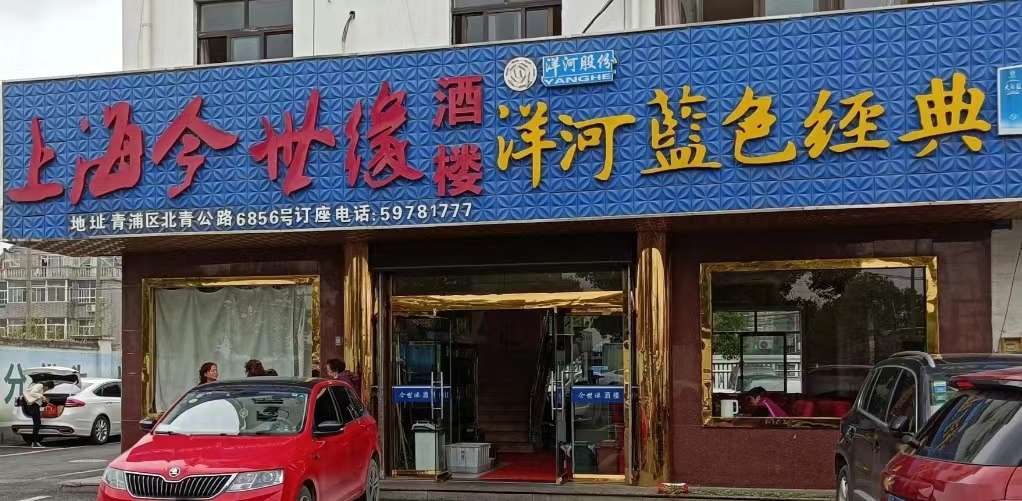 上海今世缘酒楼
洋河股份
YANGHE
洋河蓝色经典
地址青浦区北青公路6856号订座电话:59781777
今世缘酒楼
今世缘酒楼
分